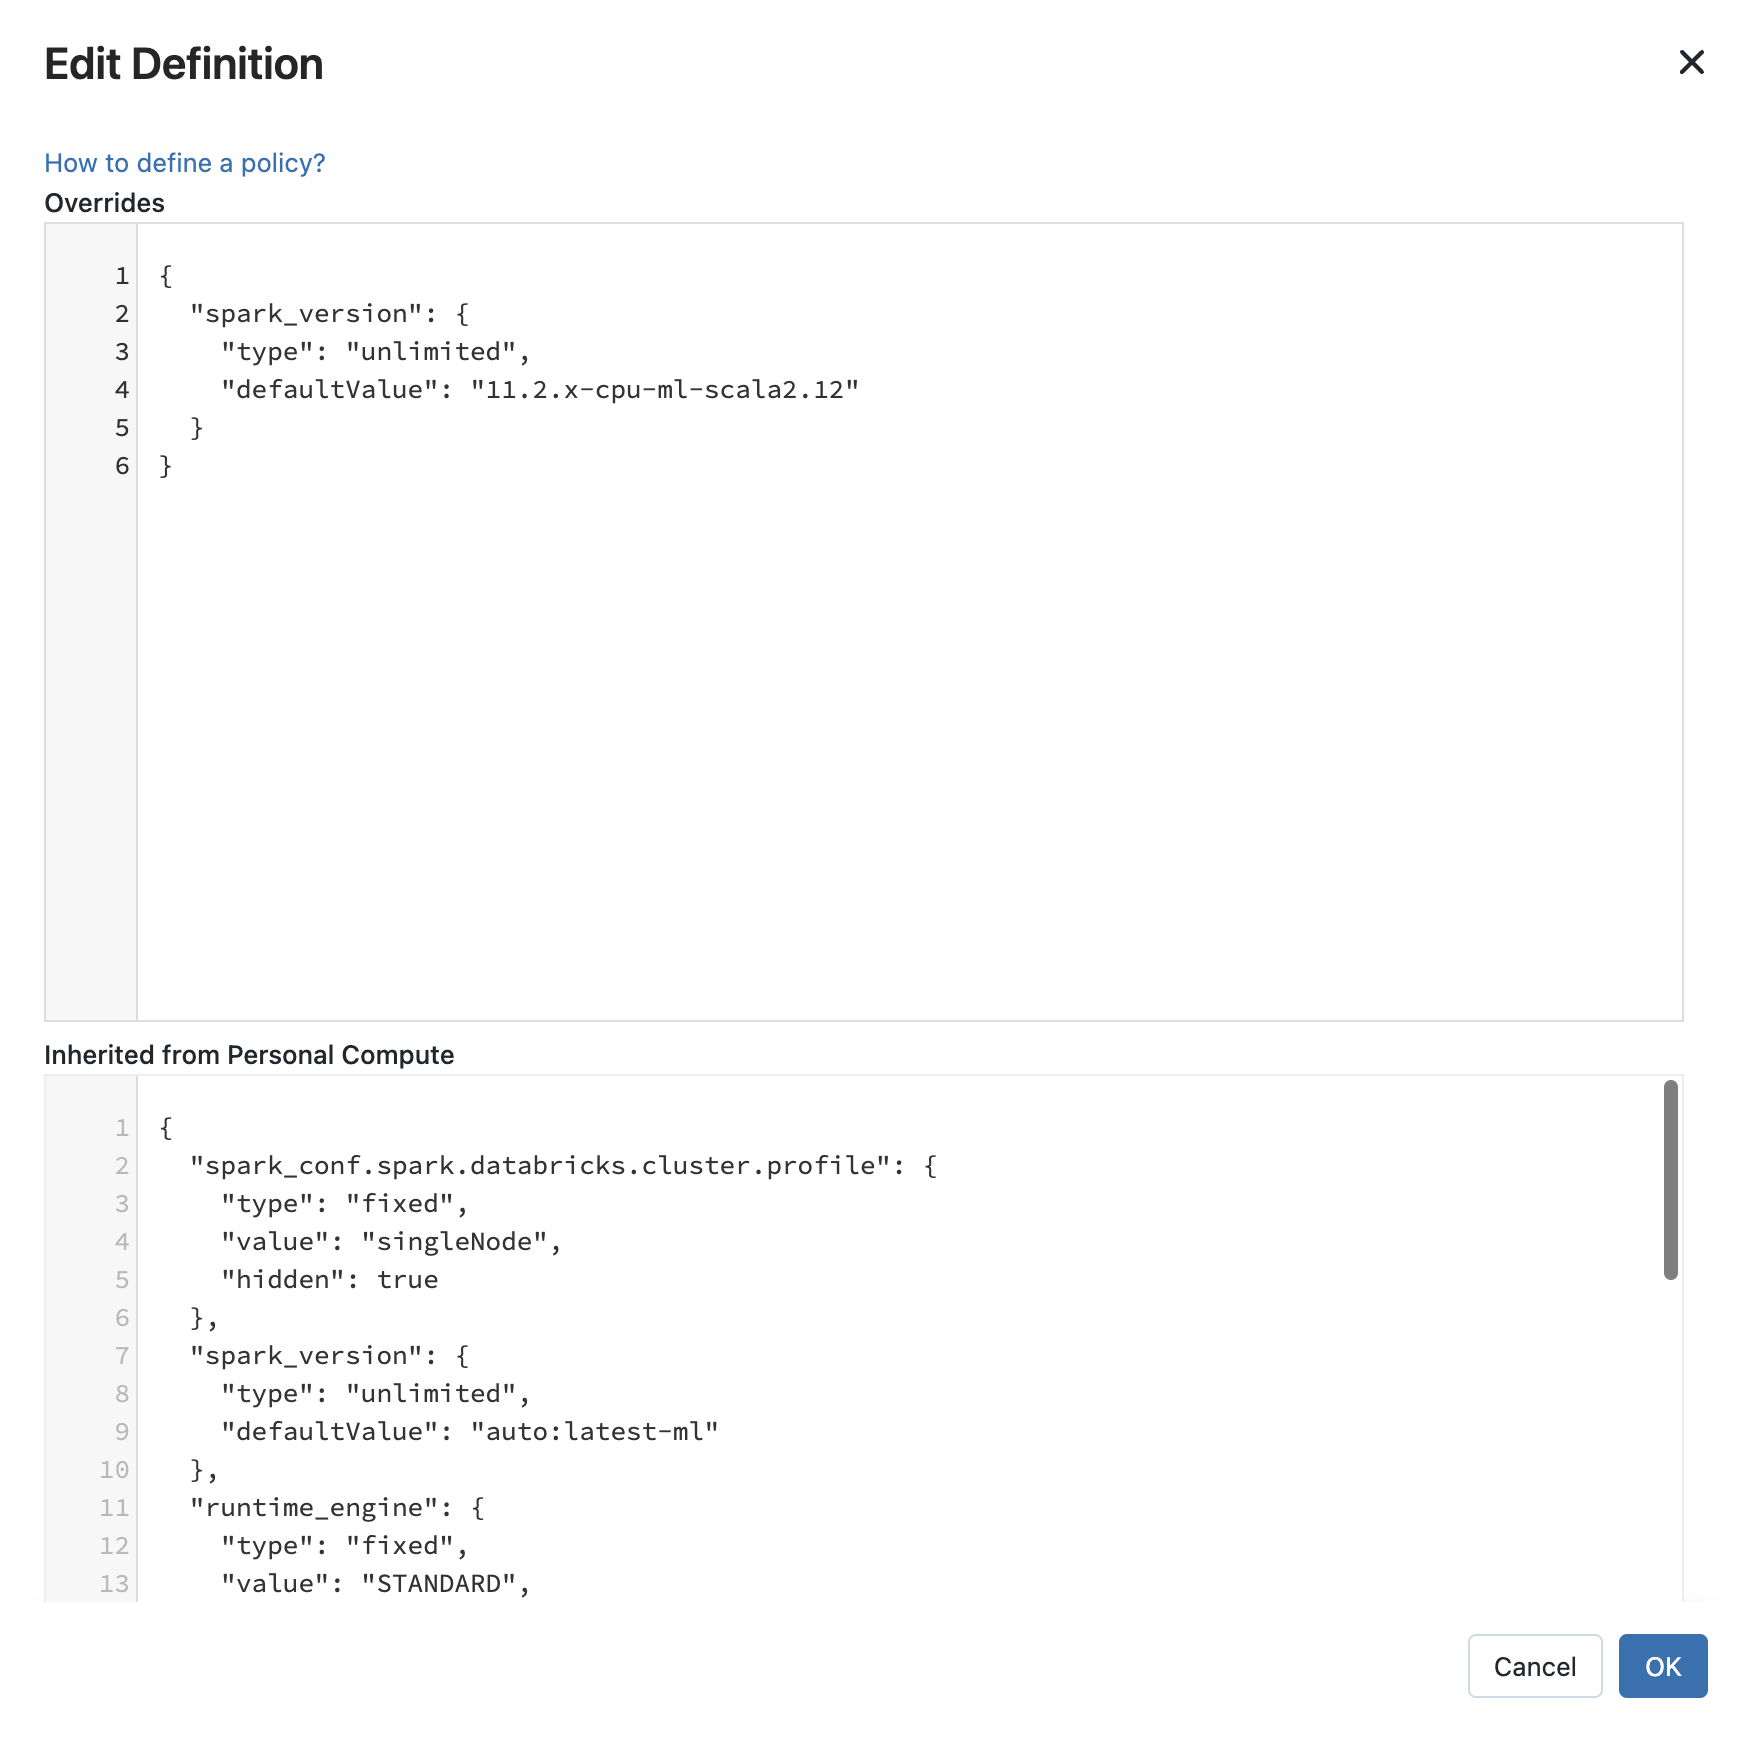 Edit Definition
How to define a policy?
Overrides
1 {
2   "spark_version": {
3     "type": "unlimited",
4     "defaultValue": "11.2.x-cpu-ml-scala2.12"
5   }
6 }
Inherited from Personal Compute
1 {
2   "spark_conf.spark.databricks.cluster.profile": {
3     "type": "fixed",
4     "value": "singleNode",
5     "hidden": true
6   },
7   "spark_version": {
8     "type": "unlimited",
9     "defaultValue": "auto:latest-ml"
10   },
11   "runtime_engine": {
12     "type": "fixed",
13     "value": "STANDARD",
Cancel OK